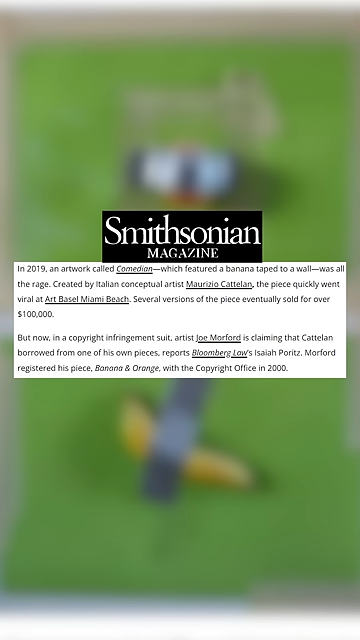 Smithsonian
MAGAZINE
In 2019, an artwork called Comedian—which featured a banana taped to a wall—was all
the rage. Created by Italian conceptual artist Maurizio Cattelan, the piece quickly went
viral at Art Basel Miami Beach. Several versions of the piece eventually sold for over
$100,000.
But now, in a copyright infringement suit, artist Joe Morford is claiming that Cattelan
borrowed from one of his own pieces, reports Bloomberg Law's Isaiah Poritz. Morford
registered his piece, Banana & Orange, with the Copyright Office in 2000.